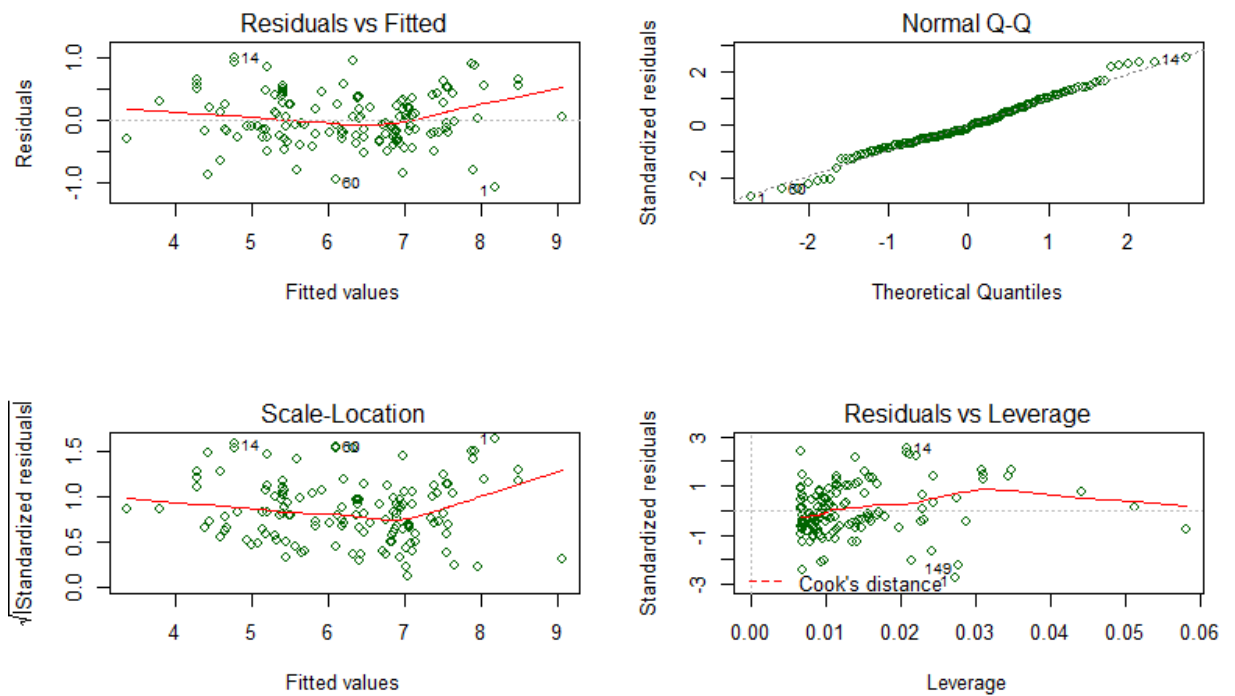 Residuals vs Fitted
Residuals
1.0
0.0
-1.0
14
60
1
4 5 6 7 8 9
Fitted values
Normal Q-Q
Standardized residuals
2
0
-2
14
1
-2 -1 0 1 2
Theoretical Quantiles
Scale-Location
√|Standardized residuals|
1.5
1.0
0.5
0.0
14
60
1
4 5 6 7 8 9
Fitted values
Residuals vs Leverage
Standardized residuals
3
1
-1
-3
14
149
1
Cook's distance
0.00 0.01 0.02 0.03 0.04 0.05 0.06
Leverage